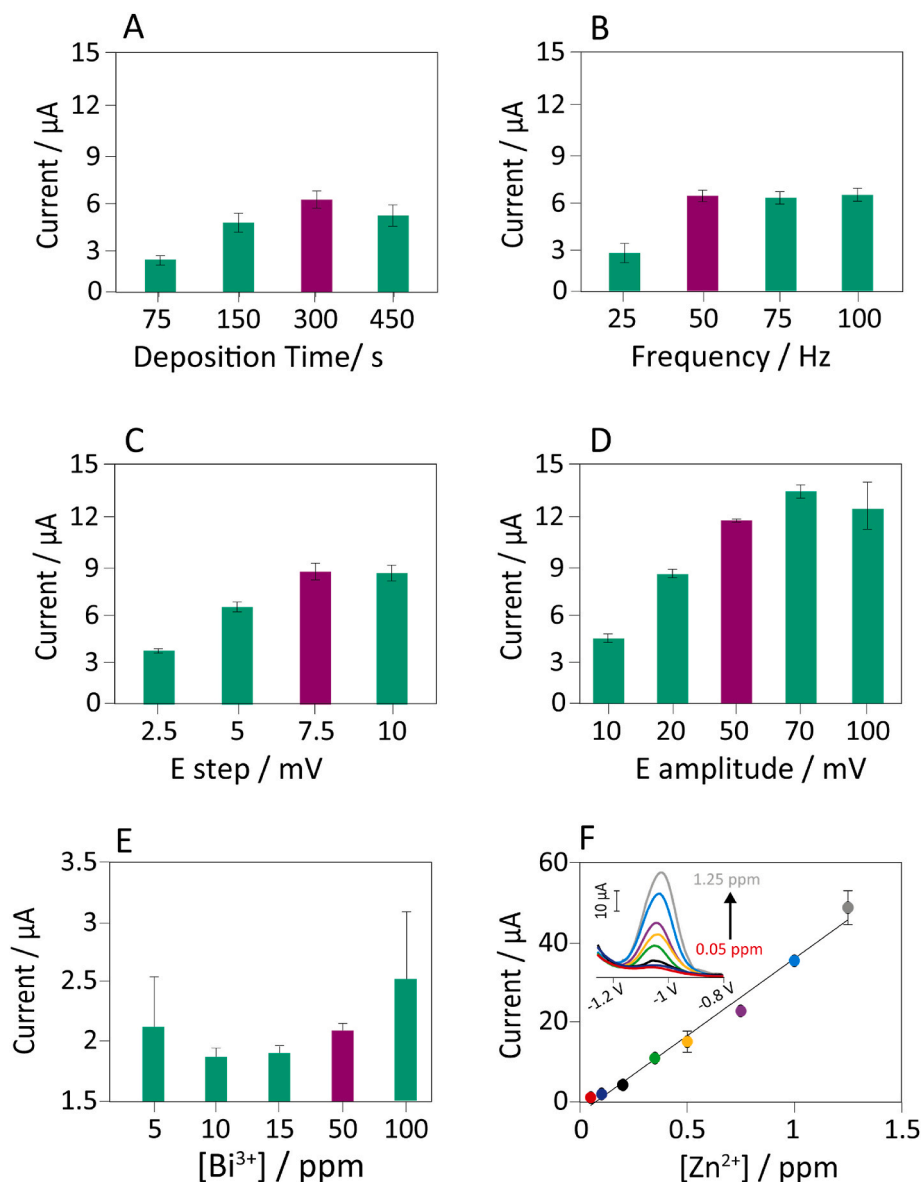 A
15
12
9
6
3
0
Current / µA
75 150 300 450
Deposition Time/ s
B
15
12
9
6
3
0
Current / µA
25 50 75 100
Frequency / Hz
C
15
12
9
6
3
0
Current / µA
2.5 5 7.5 10
E step / mV
D
15
12
9
6
3
0
Current / µA
10 20 50 70 100
E amplitude / mV
E
3.5
3
2.5
2
1.5
Current / µA
5 10 15 50 100
[Bi³⁺] / ppm
F
60
40
20
0
Current / µA
10 µA
1.25 ppm
0.05 ppm
-1.2 V -1 V -0.8 V
0 0.5 1 1.5
[Zn²⁺] / ppm